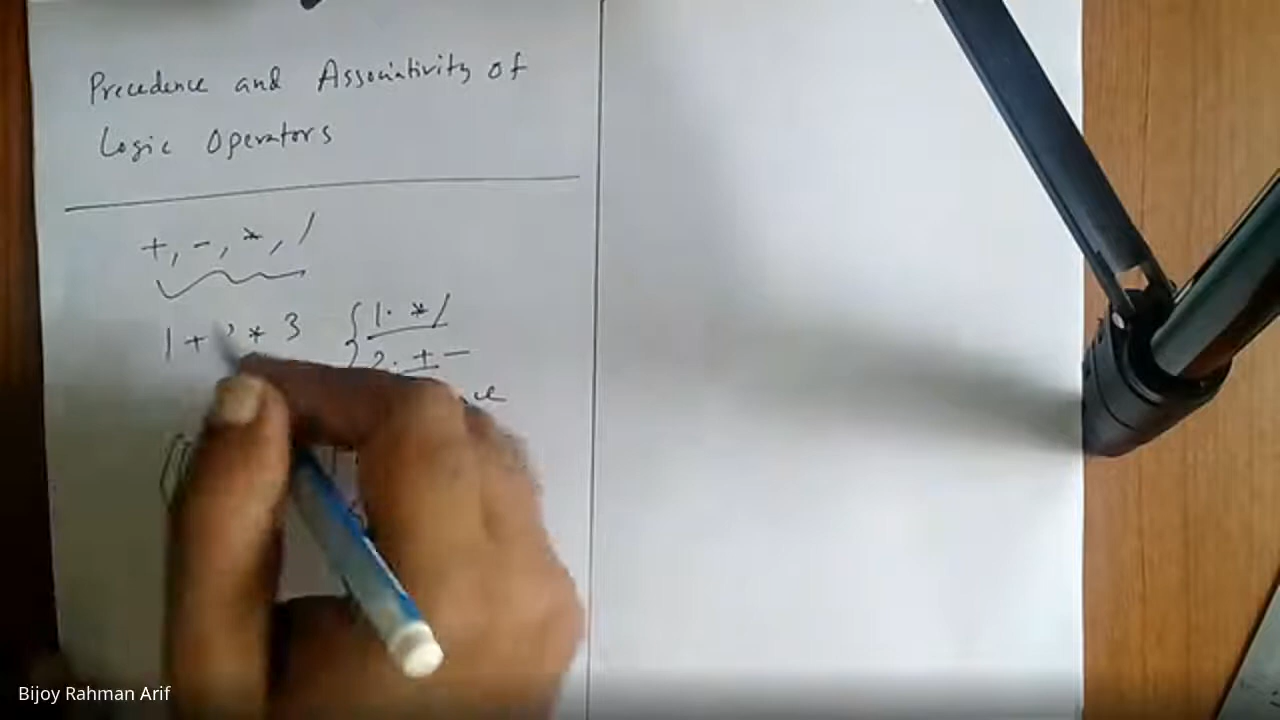 Precedence and Associativity of
Logic Operators
+, -, *, /
1 + 2 * 3 { 1. * /
2. + -
Bijoy Rahman Arif